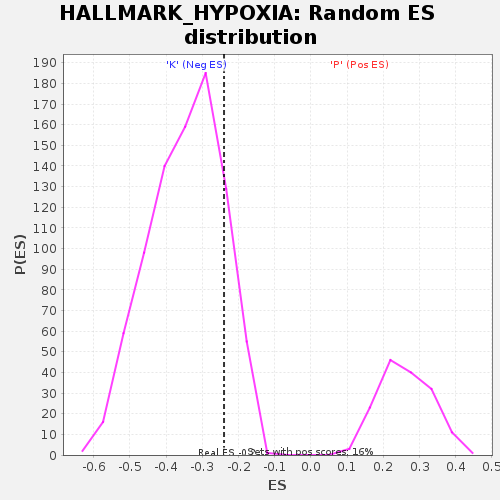 HALLMARK_HYPOXIA: Random ES
distribution
'K' (Neg ES) 'P' (Pos ES)
190
180
170
160
150
140
130
120
110
100
90
80
70
60
50
40
30
20
10
0
P(ES)
Real ES with pos scores, 16%
-0.6 -0.5 -0.4 -0.3 -0.2 -0.1 0.0 0.1 0.2 0.3 0.4 0.5
ES